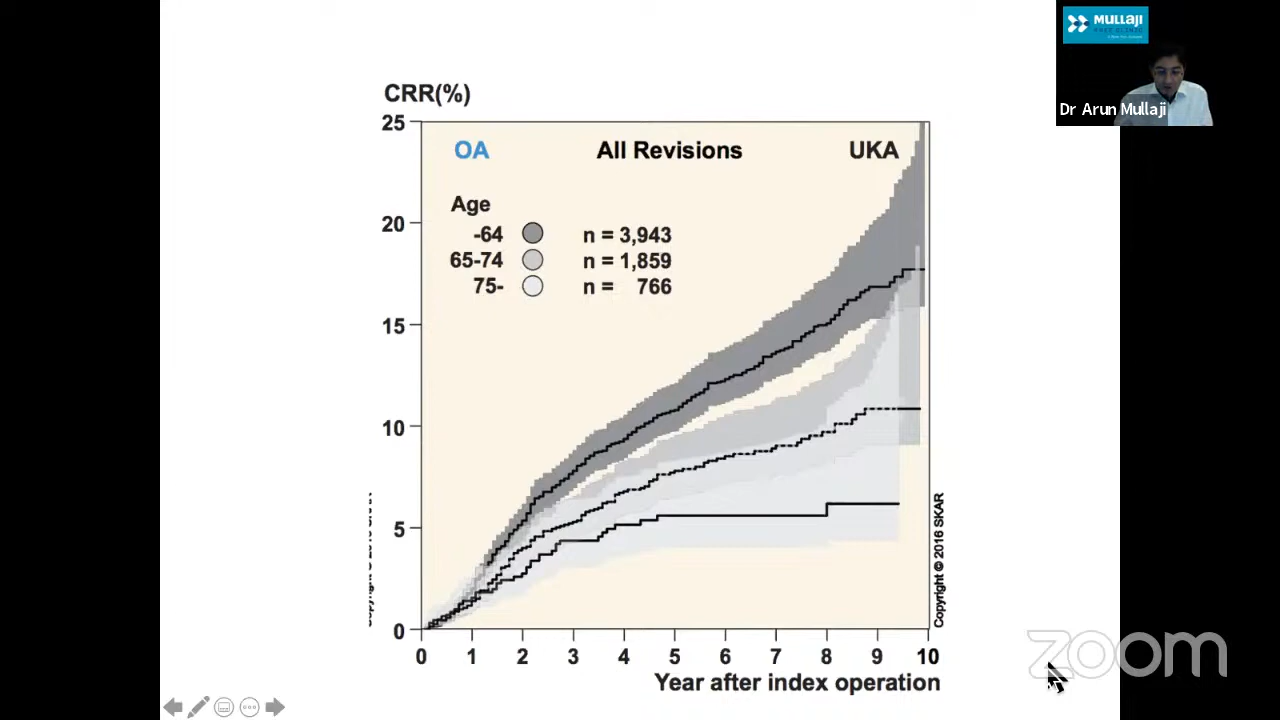 MULLAJI
Dr Arun Mullaji
CRR(%)
25
20
15
10
5
0
OA
All Revisions
UKA
Age
-64 n = 3,943
65-74 n = 1,859
75- n = 766
0 1 2 3 4 5 6 7 8 9 10
Year after index operation
Copyright © 2016 SKAR
zoom